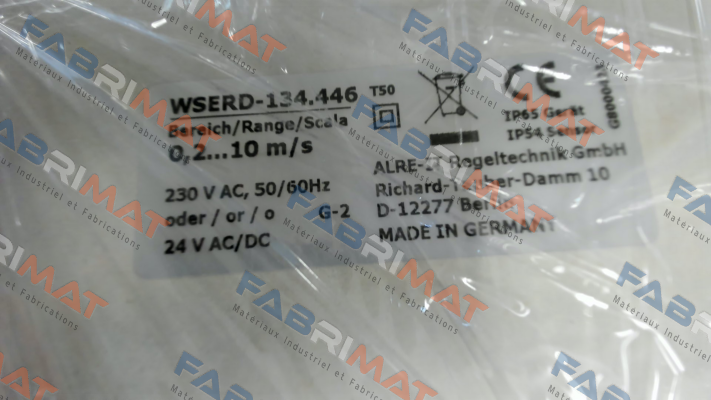 WSERD-134.446 T50
Bereich/Range/Scala
0,2...10 m/s
230 V AC, 50/60Hz
oder / or / o G-2
24 V AC/DC
CE
IP65 Gerät
IP54 Sensor
ALRE-IT Regeltechnik GmbH
Richard-Tauber-Damm 10
D-12277 Berlin
MADE IN GERMANY
FABRIMAT
Matériaux Industriel et Fabrications